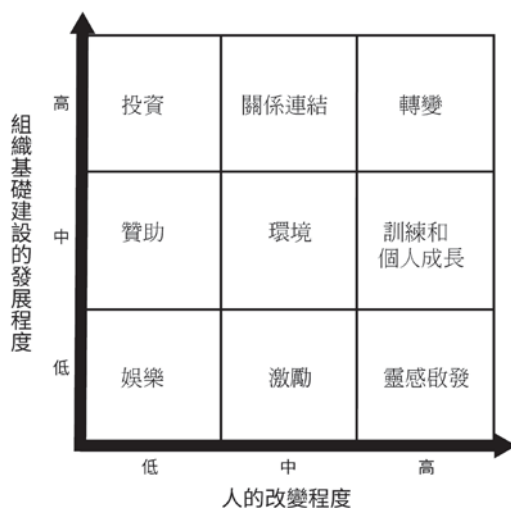 組織基礎建設的發展程度
高
投資
關係連結
轉變
中
贊助
環境
訓練和
個人成長
低
娛樂
激勵
靈感啟發
低
中
高
人的改變程度